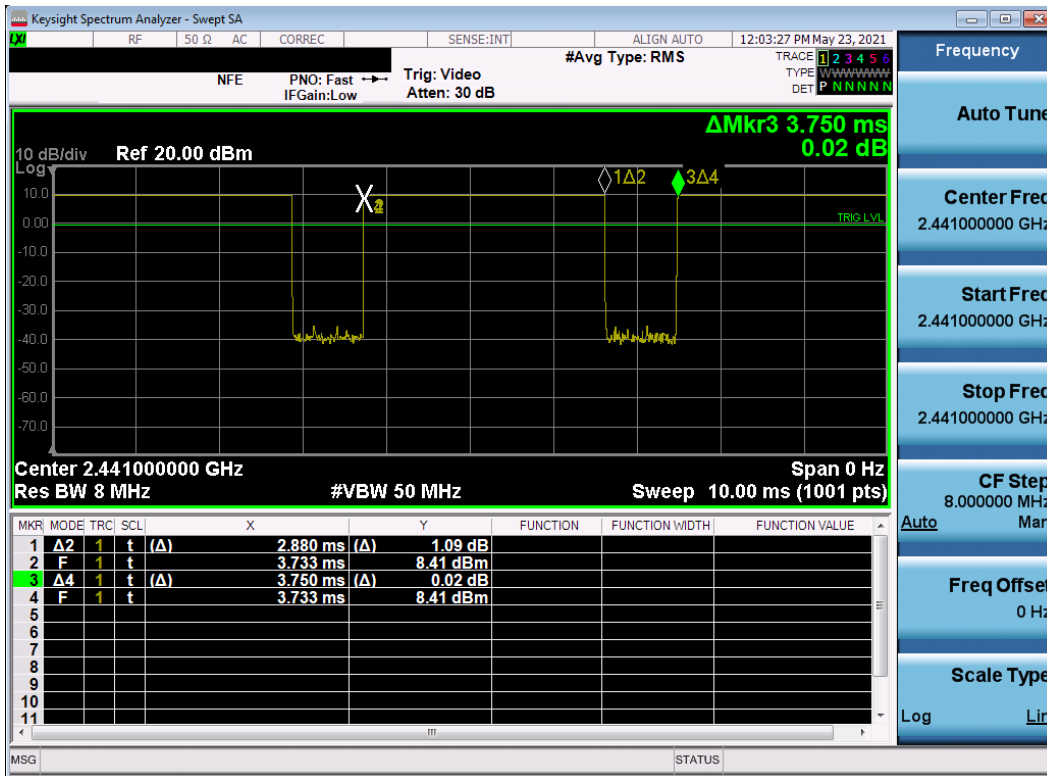 Keysight Spectrum Analyzer - Swept SA
LXI RF 50 Ω AC CORREC SENSE:INT ALIGN AUTO 12:03:27 PM May 23, 2021
NFE PNO: Fast Trig: Video #Avg Type: RMS TRACE 1 2 3 4 5 6
IFGain:Low Atten: 30 dB TYPE WWWWWW
DET P N N N N N
ΔMkr3 3.750 ms
0.02 dB
10 dB/div Ref 20.00 dBm
Log
1Δ2 3Δ4
10.0
2
0.00 TRIG LVL
-10.0
-20.0
-30.0
-40.0
-50.0
-60.0
-70.0
Center 2.441000000 GHz Span 0 Hz
Res BW 8 MHz #VBW 50 MHz Sweep 10.00 ms (1001 pts)
MKR MODE TRC SCL X Y FUNCTION FUNCTION WIDTH FUNCTION VALUE
1 Δ2 1 t (Δ) 2.880 ms (Δ) 1.09 dB
2 F 1 t 3.733 ms 8.41 dBm
3 Δ4 1 t (Δ) 3.750 ms (Δ) 0.02 dB
4 F 1 t 3.733 ms 8.41 dBm
5
6
7
8
9
10
11
MSG STATUS
Frequency
Auto Tune
Center Freq
2.441000000 GHz
Start Freq
2.441000000 GHz
Stop Freq
2.441000000 GHz
CF Step
8.000000 MHz
Auto Man
Freq Offset
0 Hz
Scale Type
Log Lin